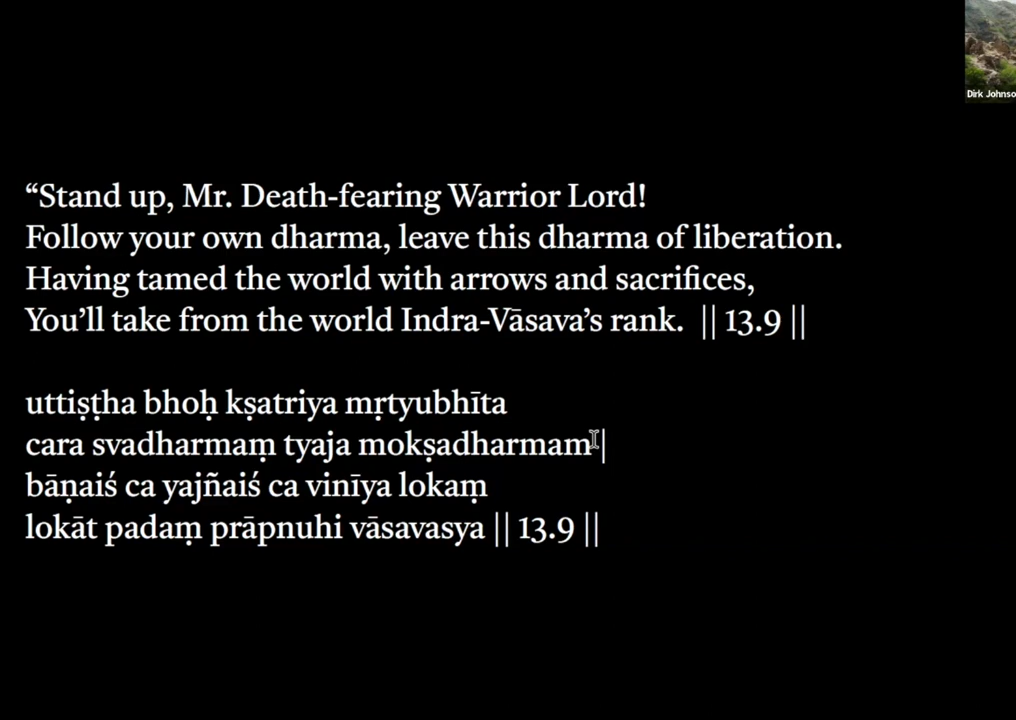 Dirk Johnso
“Stand up, Mr. Death-fearing Warrior Lord!
Follow your own dharma, leave this dharma of liberation.
Having tamed the world with arrows and sacrifices,
You’ll take from the world Indra-Vāsava’s rank. || 13.9 ||
uttiṣṭha bhoḥ kṣatriya mṛtyubhīta
cara svadharmaṃ tyaja mokṣadharmam |
bāṇaiś ca yajñaiś ca vinīya lokaṃ
lokāt padaṃ prāpnuhi vāsavasya || 13.9 ||